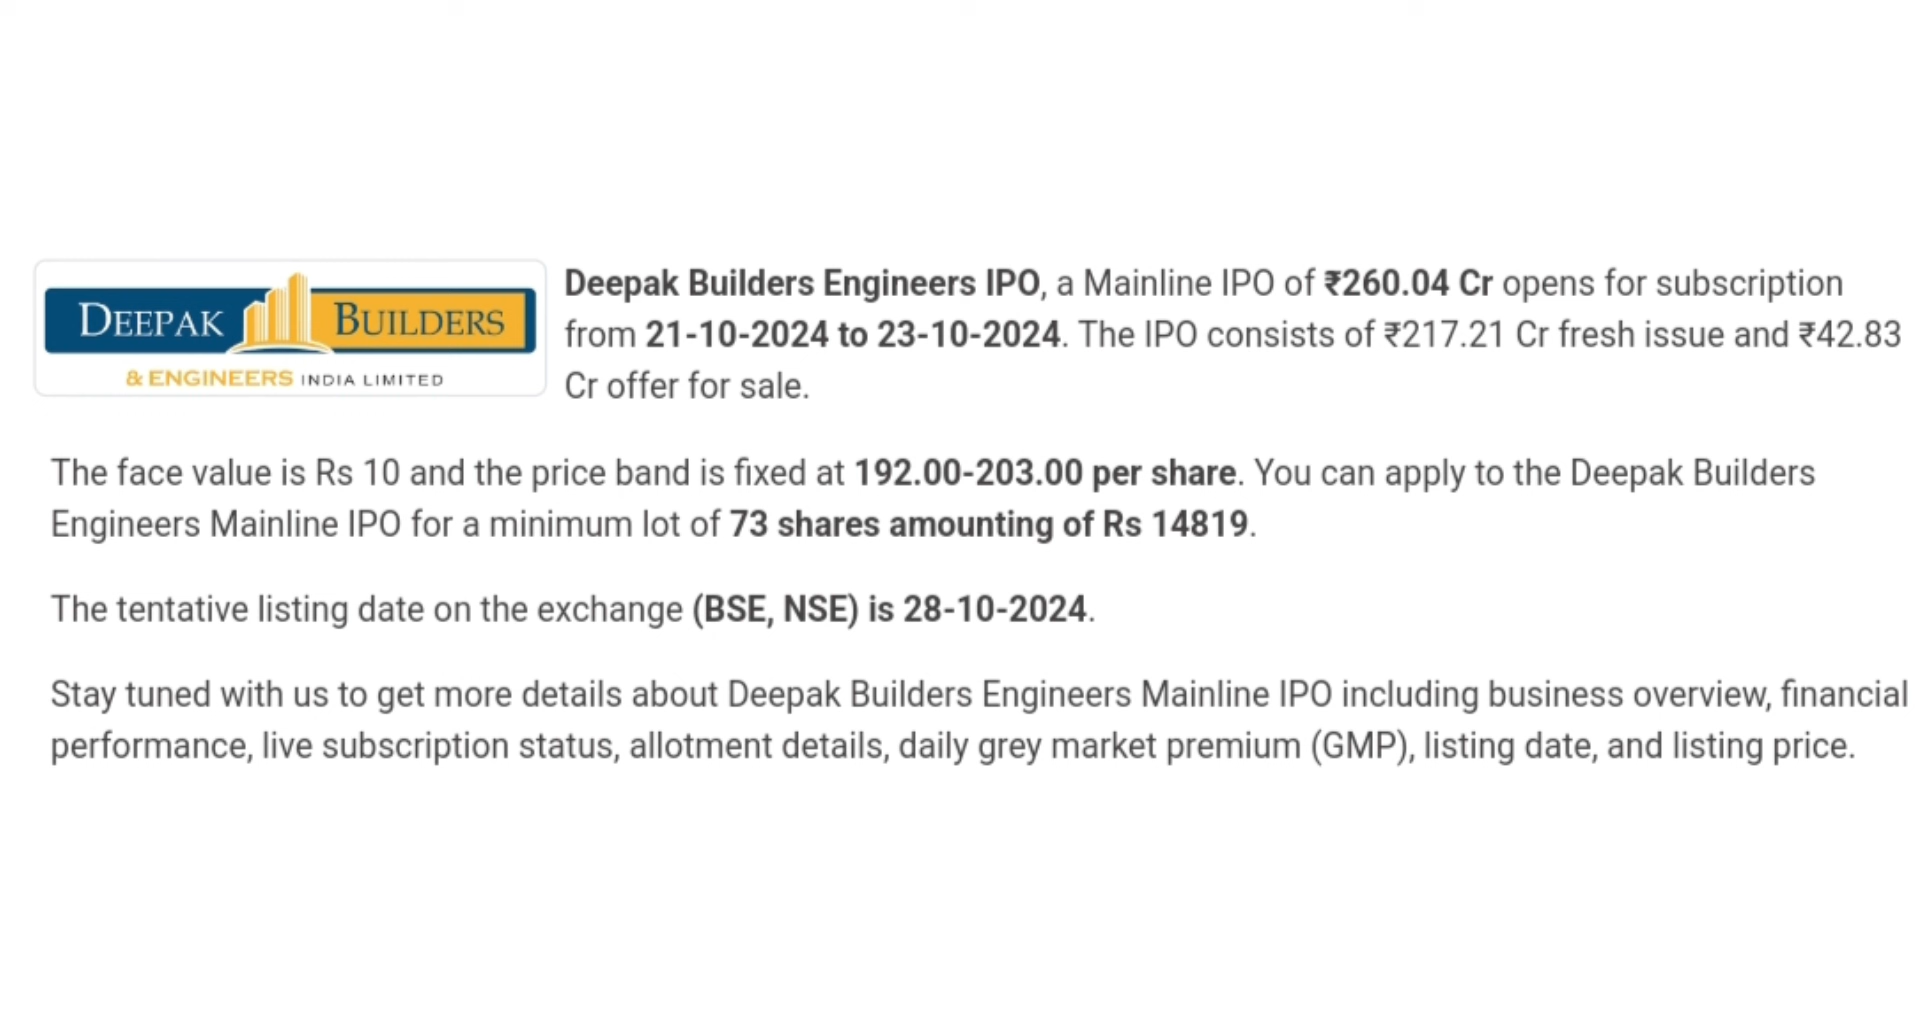 DEEPAK BUILDERS
& ENGINEERS INDIA LIMITED
Deepak Builders Engineers IPO, a Mainline IPO of ₹260.04 Cr opens for subscription
from 21-10-2024 to 23-10-2024. The IPO consists of ₹217.21 Cr fresh issue and ₹42.83
Cr offer for sale.
The face value is Rs 10 and the price band is fixed at 192.00-203.00 per share. You can apply to the Deepak Builders
Engineers Mainline IPO for a minimum lot of 73 shares amounting of Rs 14819.
The tentative listing date on the exchange (BSE, NSE) is 28-10-2024.
Stay tuned with us to get more details about Deepak Builders Engineers Mainline IPO including business overview, financial
performance, live subscription status, allotment details, daily grey market premium (GMP), listing date, and listing price.